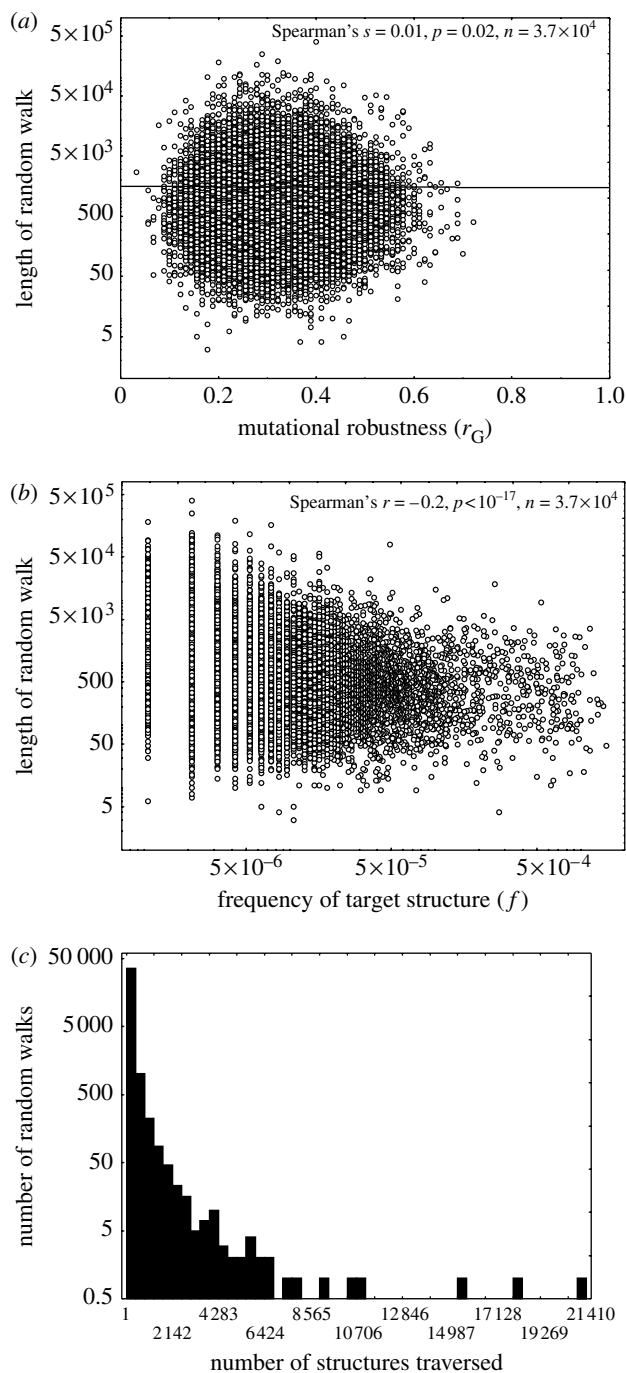 (a)
Spearman's s = 0.01, p = 0.02, n = 3.7×10⁴
5×10⁵
5×10⁴
5×10³
500
50
5
length of random walk
0 0.2 0.4 0.6 0.8 1.0
mutational robustness (r_G)
(b)
Spearman's r = −0.2, p<10⁻¹⁷, n = 3.7×10⁴
5×10⁵
5×10⁴
5×10³
500
50
5
length of random walk
5×10⁻⁶ 5×10⁻⁵ 5×10⁻⁴
frequency of target structure (f)
(c)
50 000
5000
500
50
5
0.5
number of random walks
1 4283 8565 12846 17128 21410
2142 6424 10706 14987 19269
number of structures traversed